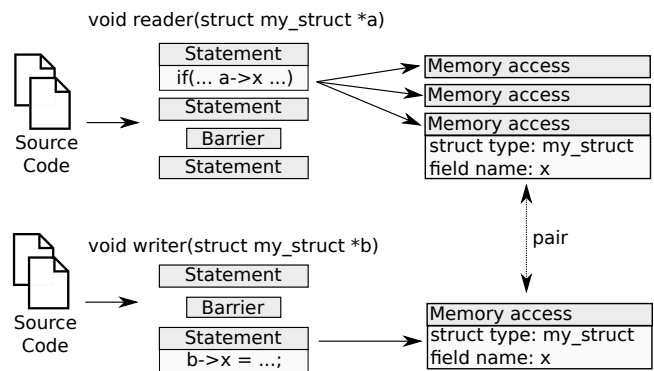 void reader(struct my_struct *a)
Statement
if(... a->x ...)
Statement
Barrier
Statement
Source
Code
Memory access
Memory access
Memory access
struct type: my_struct
field name: x
pair
void writer(struct my_struct *b)
Statement
Barrier
Statement
b->x = ...;
Source
Code
Memory access
struct type: my_struct
field name: x